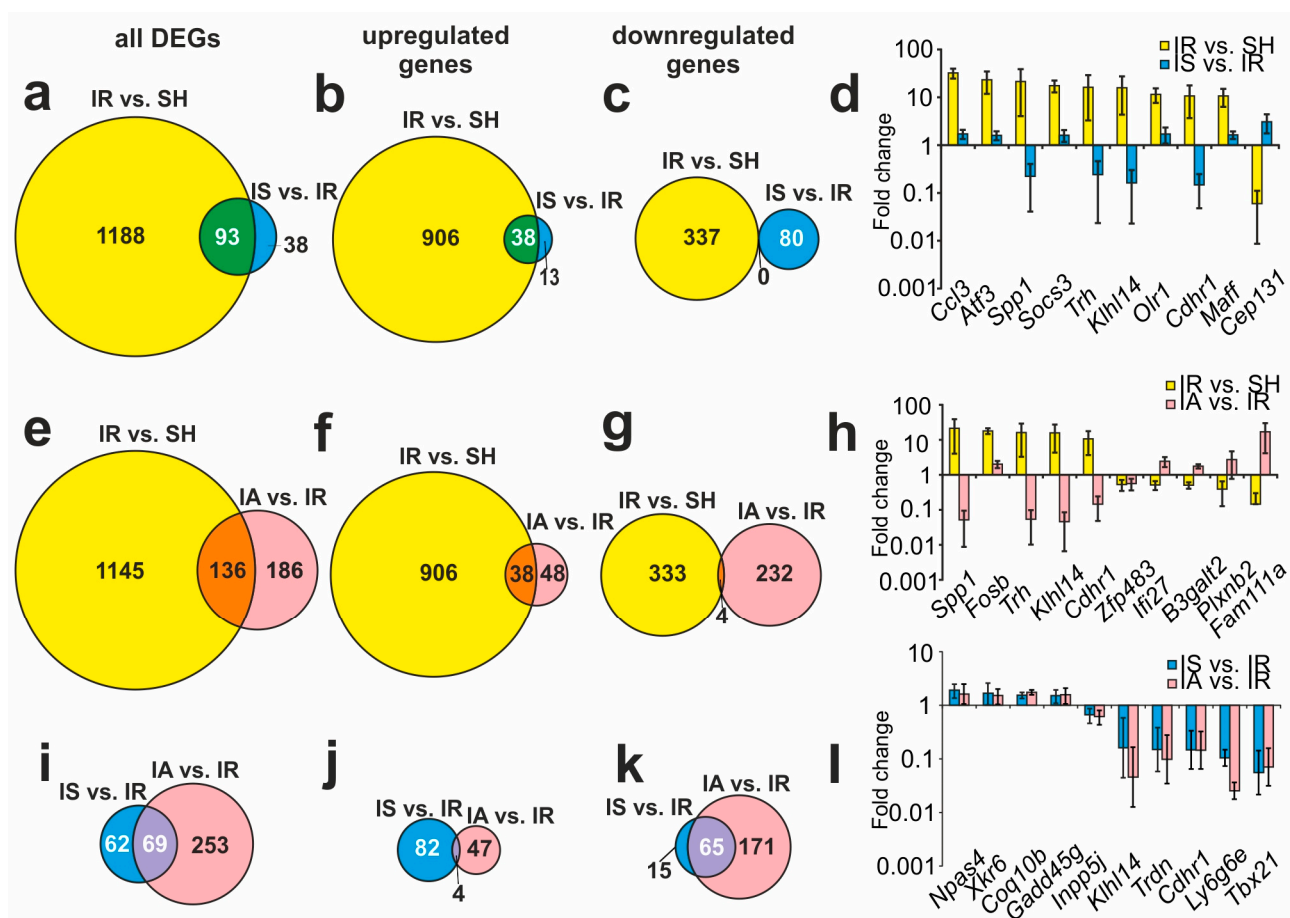 all DEGs
upregulated
genes
downregulated
genes
a
IR vs. SH
IS vs. IR
1188
93
38
b
IR vs. SH
IS vs. IR
906
38
13
c
IR vs. SH
IS vs. IR
337
80
0
d
IR vs. SH
IS vs. IR
Fold change
100
10
1
0.1
0.01
0.001
Ccl3
Atf3
Spp1
Socs3
Trh
Klhl14
Olr1
Cdhr1
Maff
Cep131
e
IR vs. SH
IA vs. IR
1145
136
186
f
IR vs. SH
IA vs. IR
906
38
48
g
IR vs. SH
IA vs. IR
333
232
4
h
IR vs. SH
IA vs. IR
Fold change
100
10
1
0.1
0.01
0.001
Spp1
Fosb
Trh
Klhl14
Cdhr1
Zfp483
Ifi27
B3galt2
Plxnb2
Fam111a
i
IS vs. IR
IA vs. IR
62
69
253
j
IS vs. IR
IA vs. IR
82
47
4
k
IS vs. IR
IA vs. IR
65
171
15
l
IS vs. IR
IA vs. IR
Fold change
10
1
0.1
0.01
0.001
Npas4
Xkr6
Coq10b
Gadd45g
Inpp5j
Klhl14
Trdn
Cdhr1
Ly6g6e
Tbx21